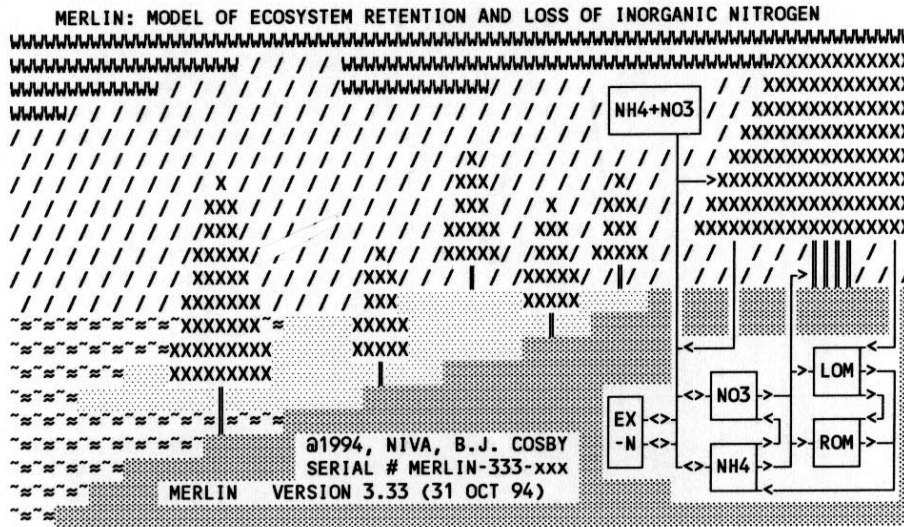 MERLIN: MODEL OF ECOSYSTEM RETENTION AND LOSS OF INORGANIC NITROGEN
NH4+NO3
NO3
LOM
EX
-N
NH4
ROM
@1994, NIVA, B.J. COSBY
SERIAL # MERLIN-333-xxx
MERLIN VERSION 3.33 (31 OCT 94)